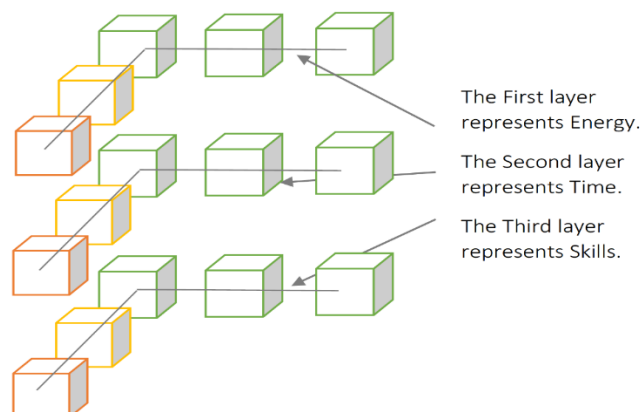 The First layer
represents Energy.
The Second layer
represents Time.
The Third layer
represents Skills.